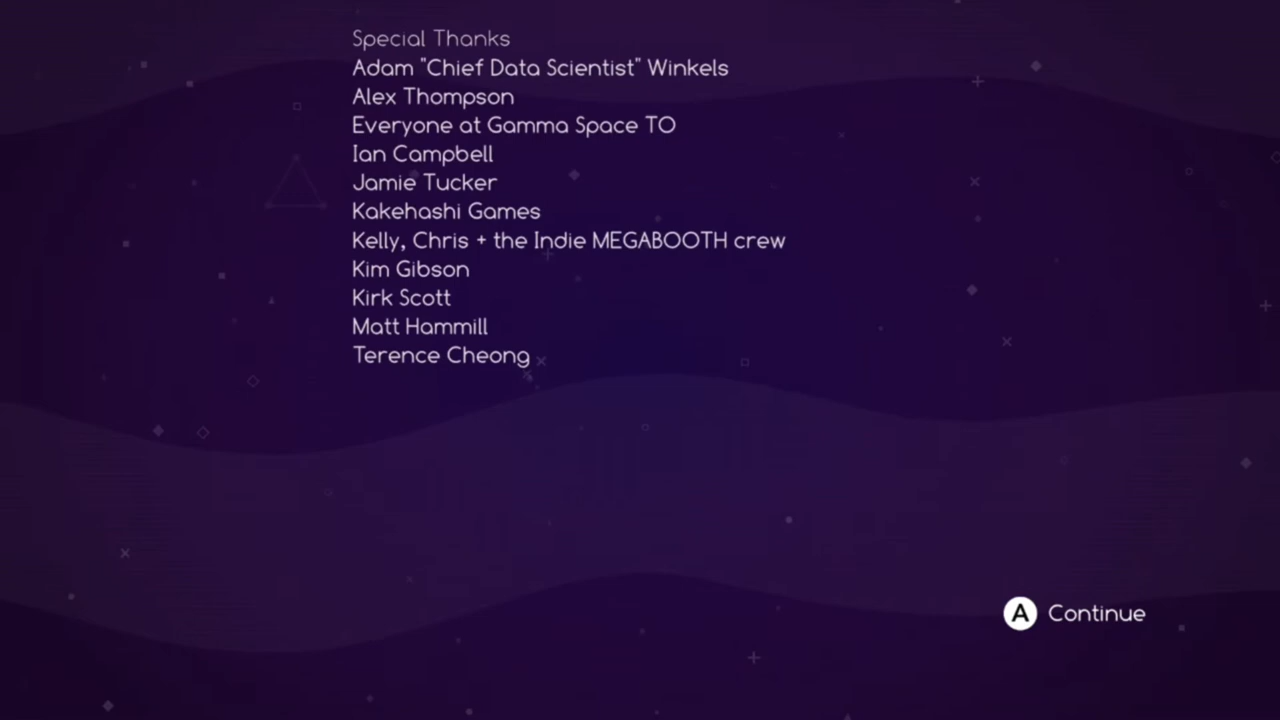 Special Thanks
Adam "Chief Data Scientist" Winkels
Alex Thompson
Everyone at Gamma Space TO
Ian Campbell
Jamie Tucker
Kakehashi Games
Kelly, Chris + the Indie MEGABOOTH crew
Kim Gibson
Kirk Scott
Matt Hammill
Terence Cheong
A Continue